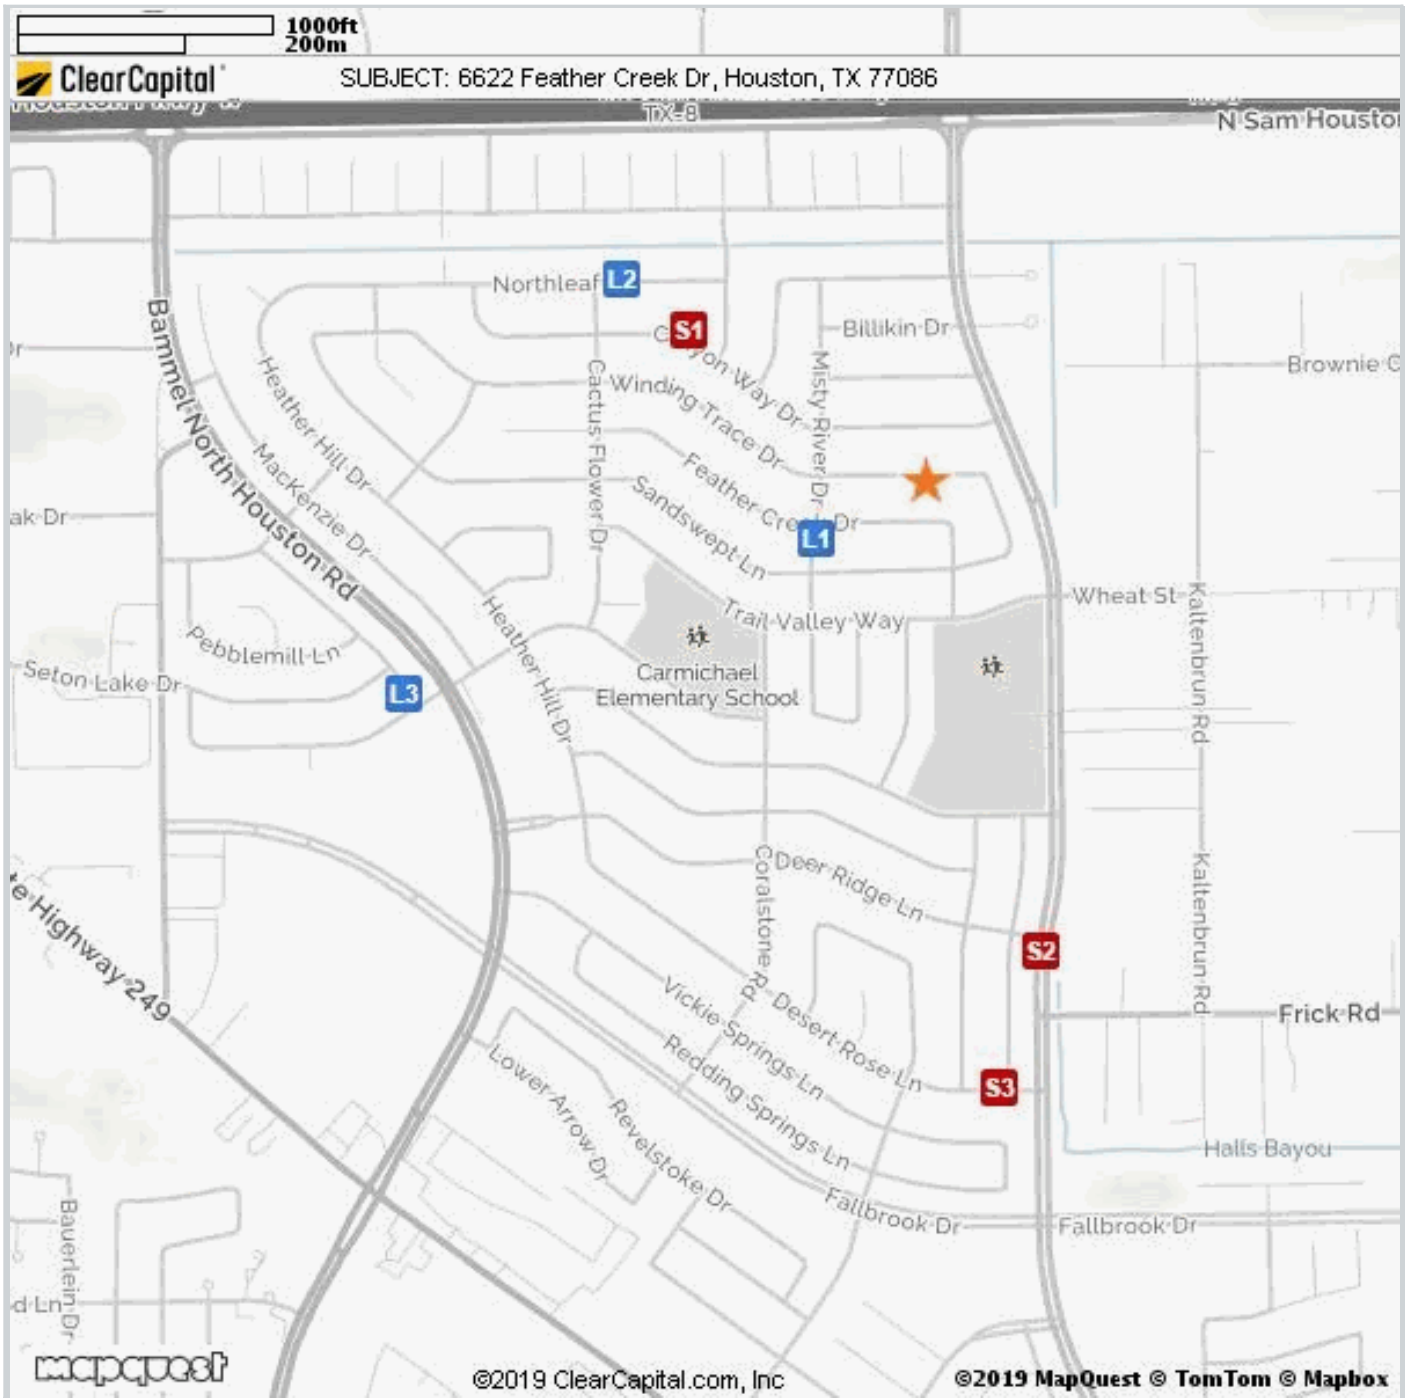 1000ft
200m
ClearCapital
SUBJECT: 6622 Feather Creek Dr, Houston, TX 77086
TX-8
N Sam Houston
Northleaf
L2
S1
Billikin Dr
Bammel North Houston Rd
Brownie C
Heather Hill Dr
Cactus Flower Dr
Winding Trace Dr
yon Way Dr
Misty River Dr
Mackenzie Dr
Feather Creek Dr
Sandswept Ln
L1
ak Dr
Wheat St
Kaltenbrun Rd
Trail Valley Way
Pebblemill Ln
Heather Hill Dr
Carmichael
Elementary School
Seton Lake Dr
L3
Deer Ridge Ln
Coralstone Rd
Kaltenbrun Rd
te Highway 249
S2
Vickie Springs Ln
Desert Rose Ln
Frick Rd
Redding Springs Ln
S3
Lower Arrow Dr
Revelstoke Dr
Halls Bayou
Fallbrook Dr
Fallbrook Dr
Bauerlein Dr
d Ln
mapquest
©2019 ClearCapital.com, Inc
©2019 MapQuest © TomTom © Mapbox